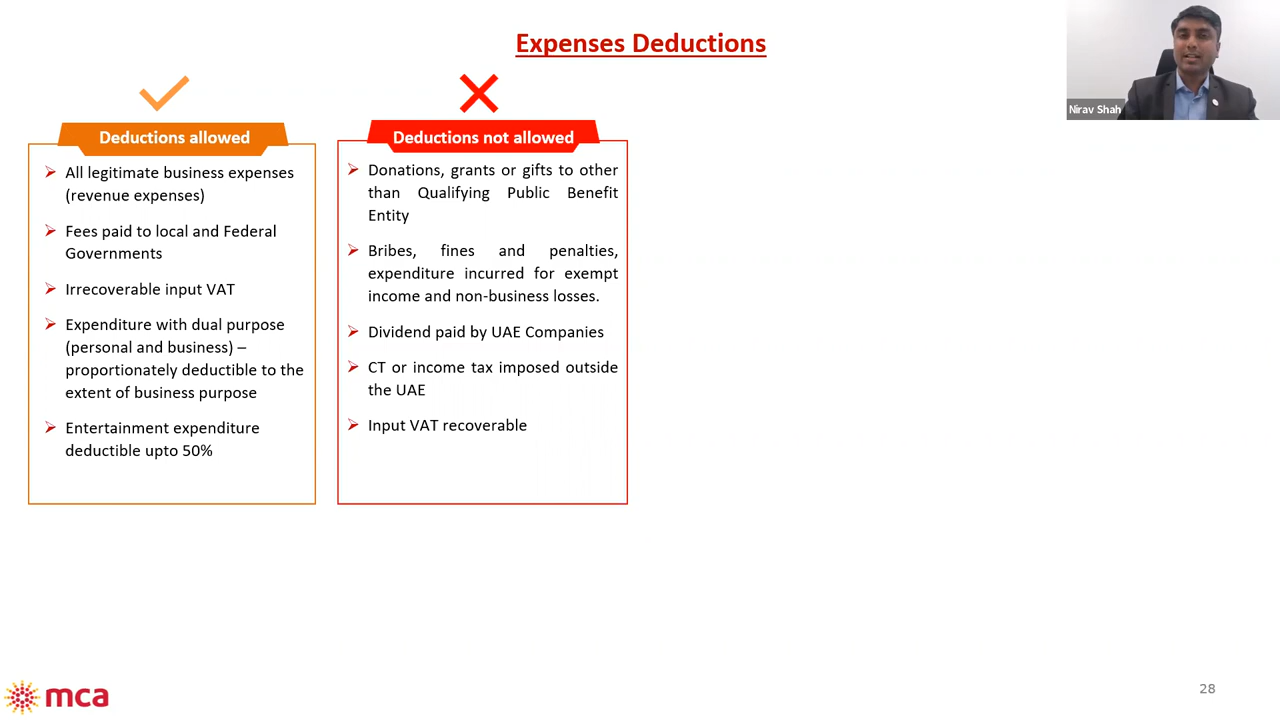 Expenses Deductions
Nirav Shah
Deductions allowed
All legitimate business expenses
(revenue expenses)
Fees paid to local and Federal
Governments
Irrecoverable input VAT
Expenditure with dual purpose
(personal and business) –
proportionately deductible to the
extent of business purpose
Entertainment expenditure
deductible upto 50%
Deductions not allowed
Donations, grants or gifts to other
than Qualifying Public Benefit
Entity
Bribes, fines and penalties,
expenditure incurred for exempt
income and non-business losses.
Dividend paid by UAE Companies
CT or income tax imposed outside
the UAE
Input VAT recoverable
mca
28